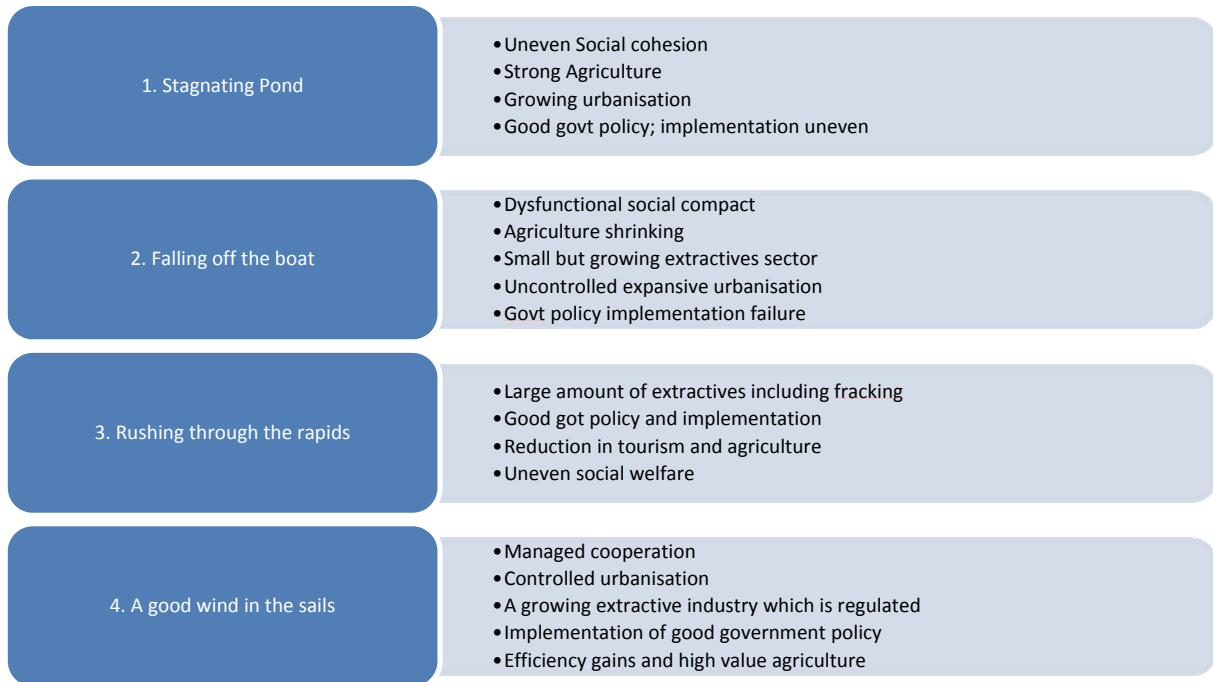 1. Stagnating Pond
•Uneven Social cohesion
•Strong Agriculture
•Growing urbanisation
•Good govt policy; implementation uneven
2. Falling off the boat
•Dysfunctional social compact
•Agriculture shrinking
•Small but growing extractives sector
•Uncontrolled expansive urbanisation
•Govt policy implementation failure
3. Rushing through the rapids
•Large amount of extractives including fracking
•Good got policy and implementation
•Reduction in tourism and agriculture
•Uneven social welfare
4. A good wind in the sails
•Managed cooperation
•Controlled urbanisation
•A growing extractive industry which is regulated
•Implementation of good government policy
•Efficiency gains and high value agriculture